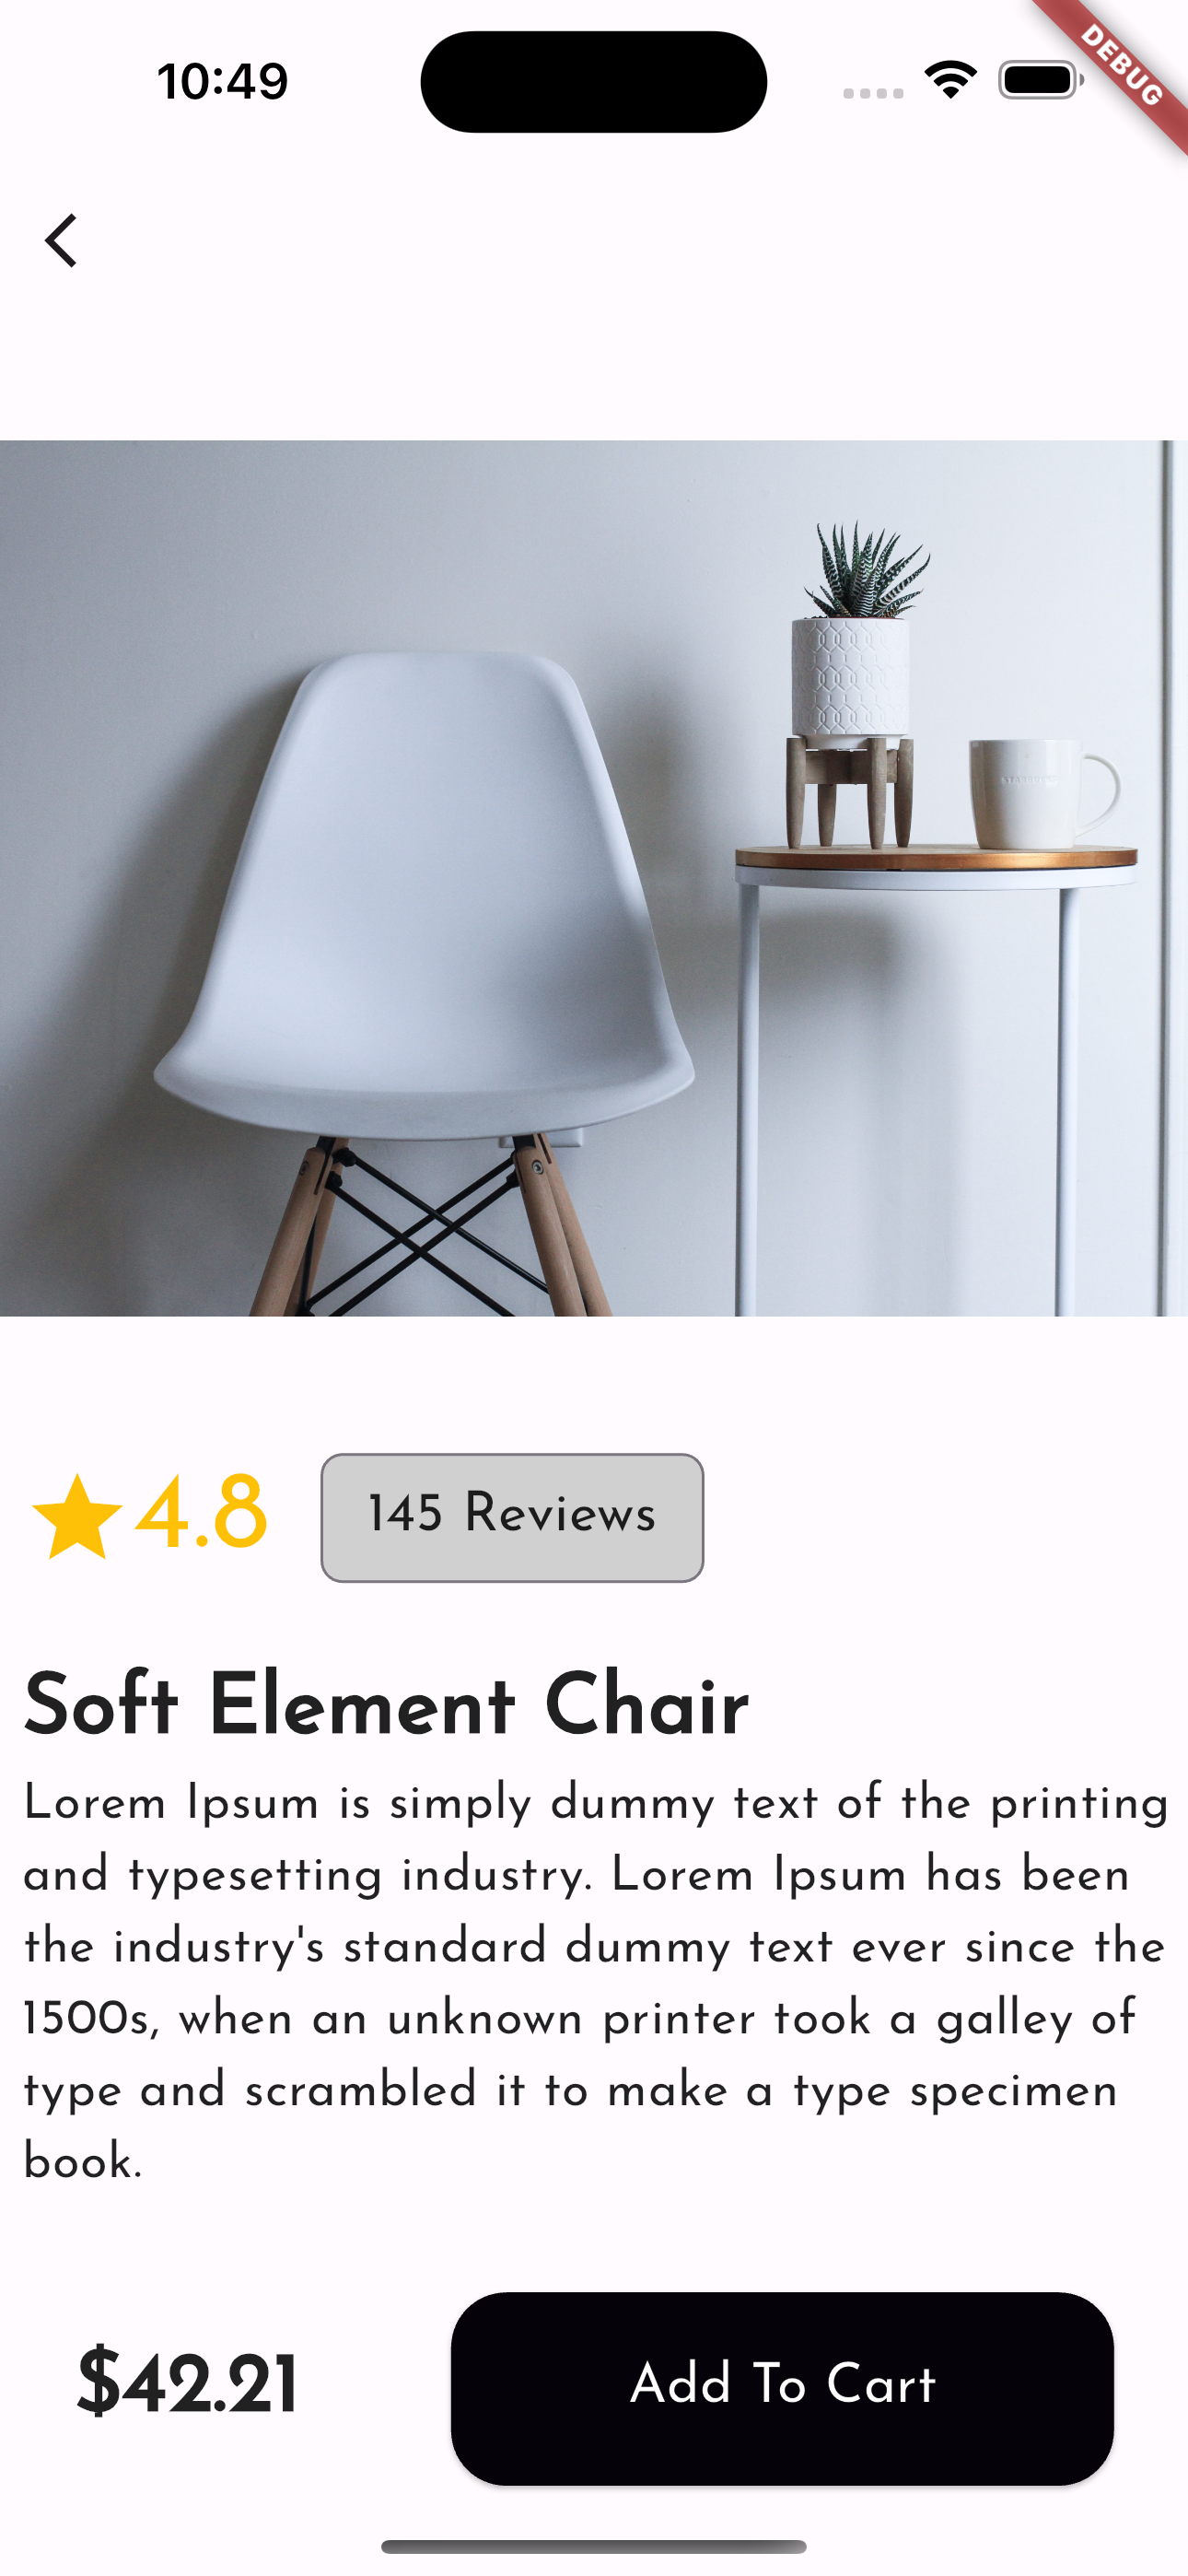 10:49
DEBUG
4.8
145 Reviews
Soft Element Chair
Lorem Ipsum is simply dummy text of the printing
and typesetting industry. Lorem Ipsum has been
the industry's standard dummy text ever since the
1500s, when an unknown printer took a galley of
type and scrambled it to make a type specimen
book.
$42.21
Add To Cart